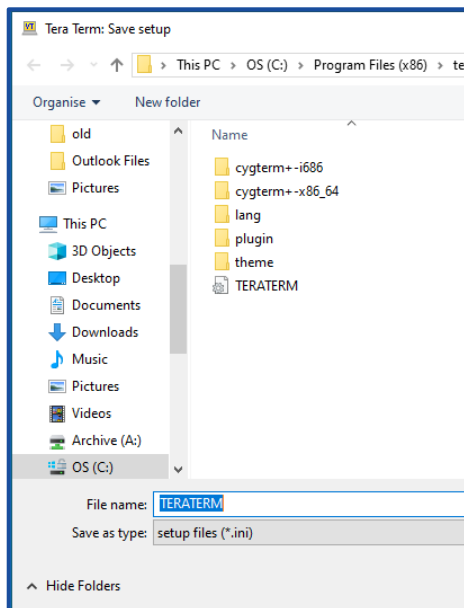 VT Tera Term: Save setup
This PC > OS (C:) > Program Files (x86) > te
Organise New folder
Name
old
Outlook Files
Pictures
This PC
3D Objects
Desktop
Documents
Downloads
Music
Pictures
Videos
Archive (A:)
OS (C:)
cygterm+-i686
cygterm+-x86_64
lang
plugin
theme
TERATERM
File name: TERATERM
Save as type: setup files (*.ini)
Hide Folders